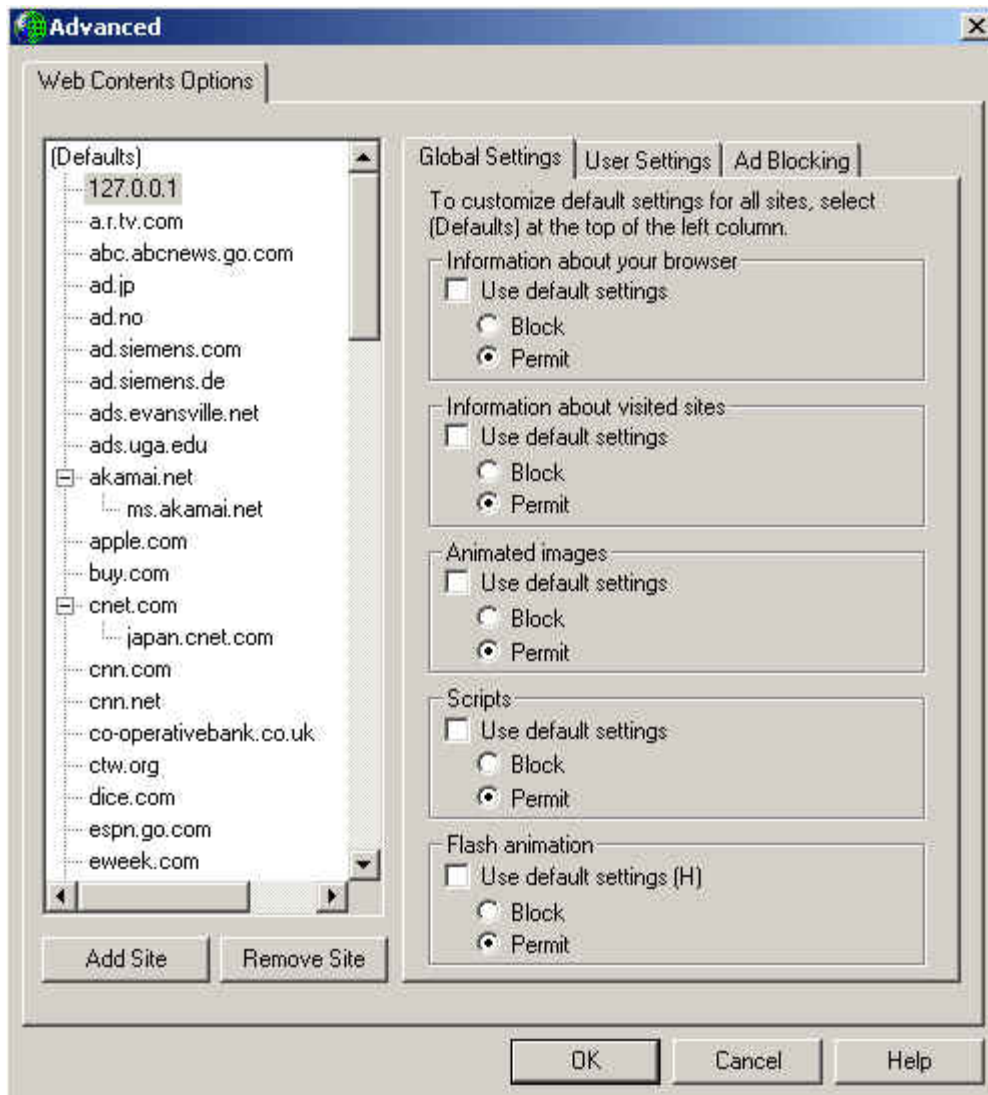 Advanced
Web Contents Options
(Defaults)
127.0.0.1
a.r.tv.com
abc.abcnews.go.com
ad.jp
ad.no
ad.siemens.com
ad.siemens.de
ads.evansville.net
ads.uga.edu
akamai.net
ms.akamai.net
apple.com
buy.com
cnet.com
japan.cnet.com
cnn.com
cnn.net
co-operativebank.co.uk
ctw.org
dice.com
espn.go.com
eweek.com
Add Site
Remove Site
Global Settings
User Settings
Ad Blocking
To customize default settings for all sites, select
(Defaults) at the top of the left column.
Information about your browser
Use default settings
Block
Permit
Information about visited sites
Use default settings
Block
Permit
Animated images
Use default settings
Block
Permit
Scripts
Use default settings
Block
Permit
Flash animation
Use default settings (H)
Block
Permit
OK
Cancel
Help